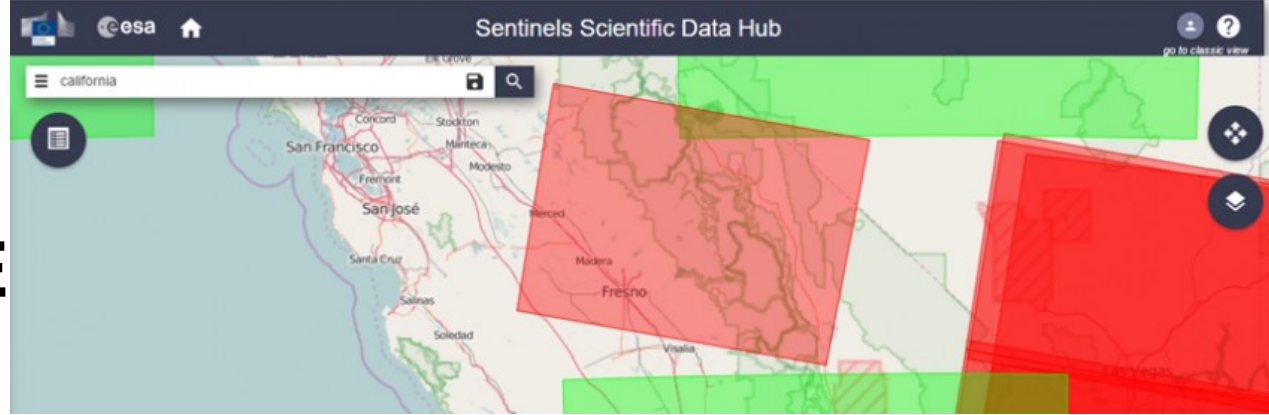 esa
Sentinels Scientific Data Hub
?
go to classic view
california
Elk Grove
Concord
Stockton
San Francisco
Manteca
Fremont
Modesto
San José
Merced
Santa Cruz
Madera
Salinas
Fresno
Soledad
Visalia
Las Vegas